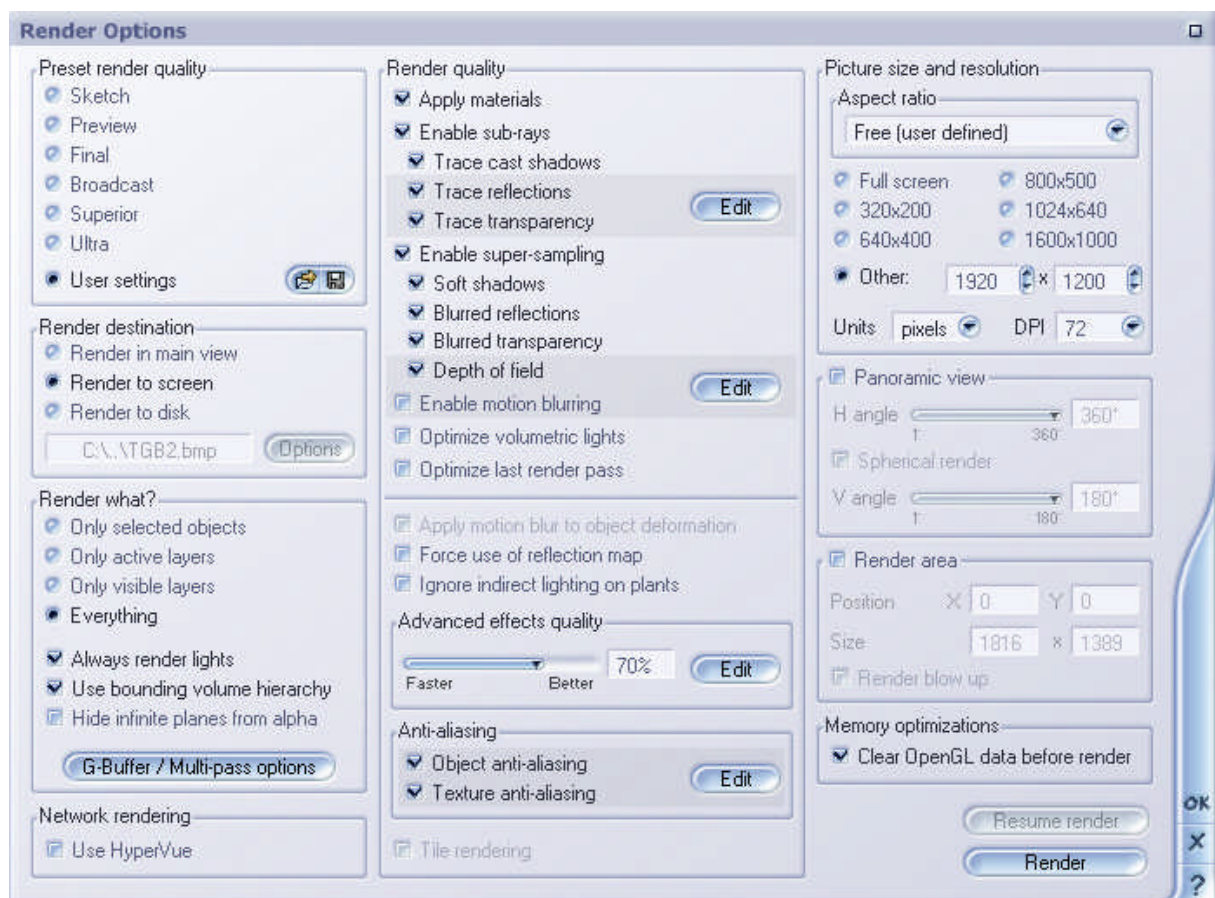 Render Options
Preset render quality
Sketch
Preview
Final
Broadcast
Superior
Ultra
User settings
Render destination
Render in main view
Render to screen
Render to disk
C:\..\TGB2.bmp
Options
Render what?
Only selected objects
Only active layers
Only visible layers
Everything
Always render lights
Use bounding volume hierarchy
Hide infinite planes from alpha
G-Buffer / Multi-pass options
Network rendering
Use HyperVue
Render quality
Apply materials
Enable sub-rays
Trace cast shadows
Trace reflections
Edit
Trace transparency
Enable super-sampling
Soft shadows
Blurred reflections
Blurred transparency
Depth of field
Edit
Enable motion blurring
Optimize volumetric lights
Optimize last render pass
Apply motion blur to object deformation
Force use of reflection map
Ignore indirect lighting on plants
Advanced effects quality
70% Edit
Faster Better
Anti-aliasing
Object anti-aliasing
Edit
Texture anti-aliasing
Tile rendering
Picture size and resolution
Aspect ratio
Free (user defined)
Full screen 800x500
320x200 1024x640
640x400 1600x1000
Other: 1920 x 1200
Units pixels DPI 72
Panoramic view
H angle 360°
1° 360°
Spherical render
V angle 180°
1° 180°
Render area
Position X 0 Y 0
Size 1816 x 1389
Render blow up
Memory optimizations
Clear OpenGL data before render
Resume render
Render
OK
X
?